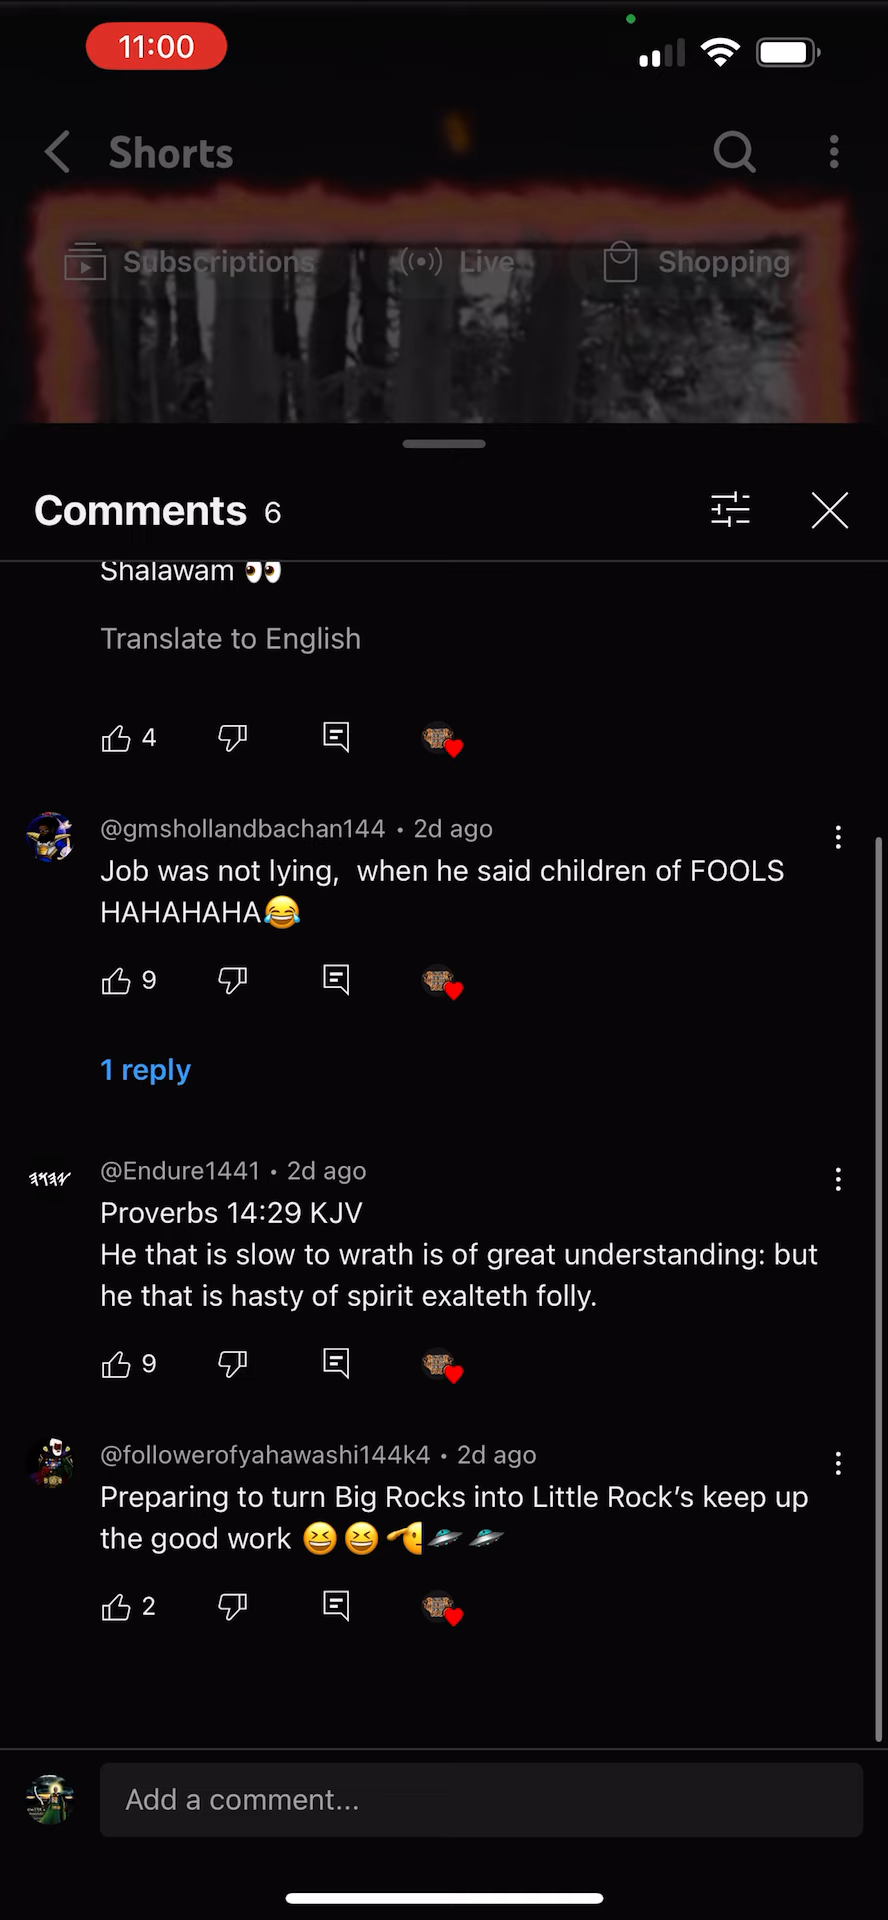 11:00
Shorts
Subscriptions Live Shopping
Comments 6
Shalawam 👀
Translate to English
4
@gmshollandbachan144 • 2d ago
Job was not lying,  when he said children of FOOLS
HAHAHAHA😂
9
1 reply
@Endure1441 • 2d ago
Proverbs 14:29 KJV
He that is slow to wrath is of great understanding: but
he that is hasty of spirit exalteth folly.
9
@followerofyahawashi144k4 • 2d ago
Preparing to turn Big Rocks into Little Rock’s keep up
the good work 😆😆🫡🛸🛸
2
Add a comment...